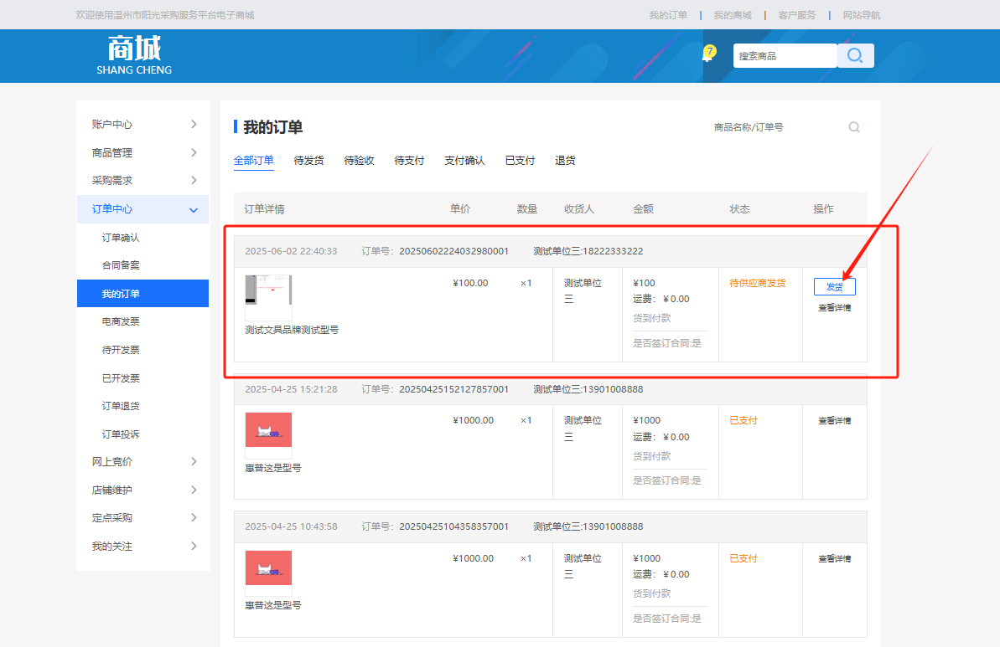 欢迎使用温州市阳光采购服务平台电子商城
我的订单 | 我的商城 | 客户服务 | 网站导航
商城
SHANG CHENG
7
搜索商品
账户中心
商品管理
采购需求
订单中心
订单确认
合同备案
我的订单
电商发票
待开发票
已开发票
订单退货
订单投诉
网上竞价
店铺维护
定点采购
我的关注
我的订单
商品名称/订单号
全部订单 待发货 待验收 待支付 支付确认 已支付 退货
订单详情 单价 数量 收货人 金额 状态 操作
2025-06-02 22:40:33 订单号: 20250602224032980001 测试单位三:18222333222
测试文具品牌测试型号
¥100.00 ×1
测试单位
三
¥100
运费: ¥0.00
货到付款
是否签订合同:是
待供应商发货
发货
查看详情
2025-04-25 15:21:28 订单号: 20250425152127857001 测试单位三:13901008888
惠普这是型号
¥1000.00 ×1
测试单位
三
¥1000
运费: ¥0.00
货到付款
是否签订合同:是
已支付
查看详情
2025-04-25 10:43:58 订单号: 20250425104358357001 测试单位三:13901008888
惠普这是型号
¥1000.00 ×1
测试单位
三
¥1000
运费: ¥0.00
货到付款
是否签订合同:是
已支付
查看详情